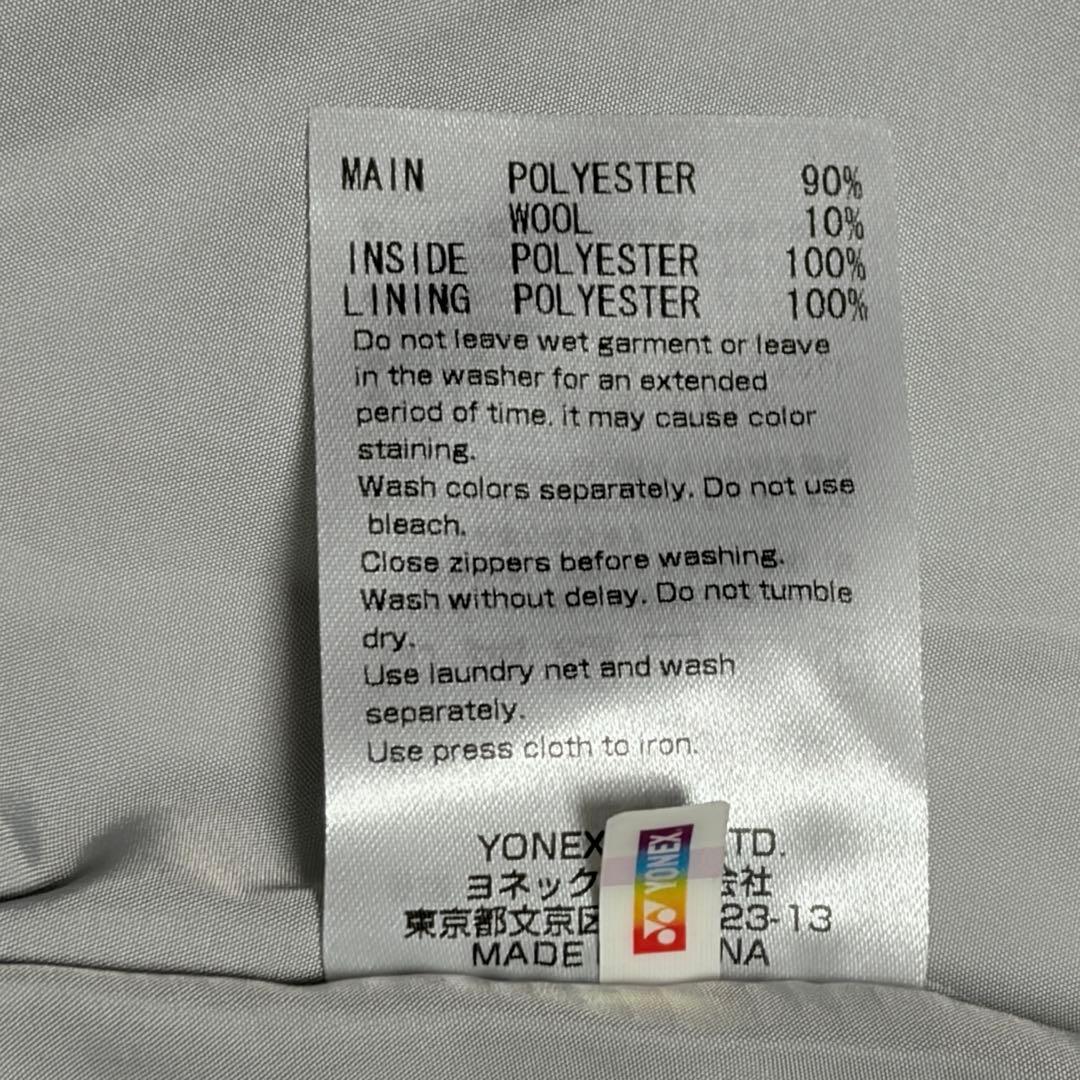 MAIN POLYESTER 90%
WOOL 10%
INSIDE POLYESTER 100%
LINING POLYESTER 100%
Do not leave wet garment or leave
in the washer for an extended
period of time. it may cause color
staining.
Wash colors separately. Do not use
bleach.
Close zippers before washing.
Wash without delay. Do not tumble
dry.
Use laundry net and wash
separately.
Use press cloth to iron.
YONEX TD.
ヨネック 会社
東京都文京区 23-13
MADE NA
YONEX